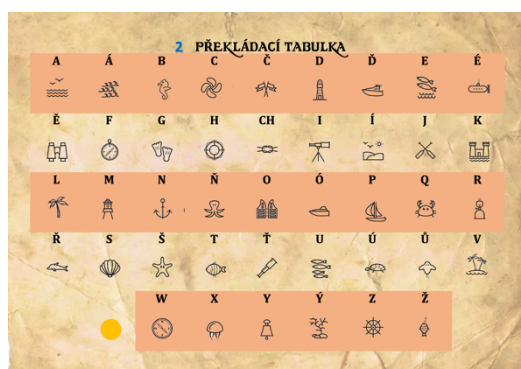 2 PŘEKLÁDACÍ TABULKA
A Á B C Č D Ď E É
Ě F G H CH I Í J K
L M N Ň O Ó P Q R
Ř S Š T Ť U Ú Ů V
W X Y Ý Z Ž